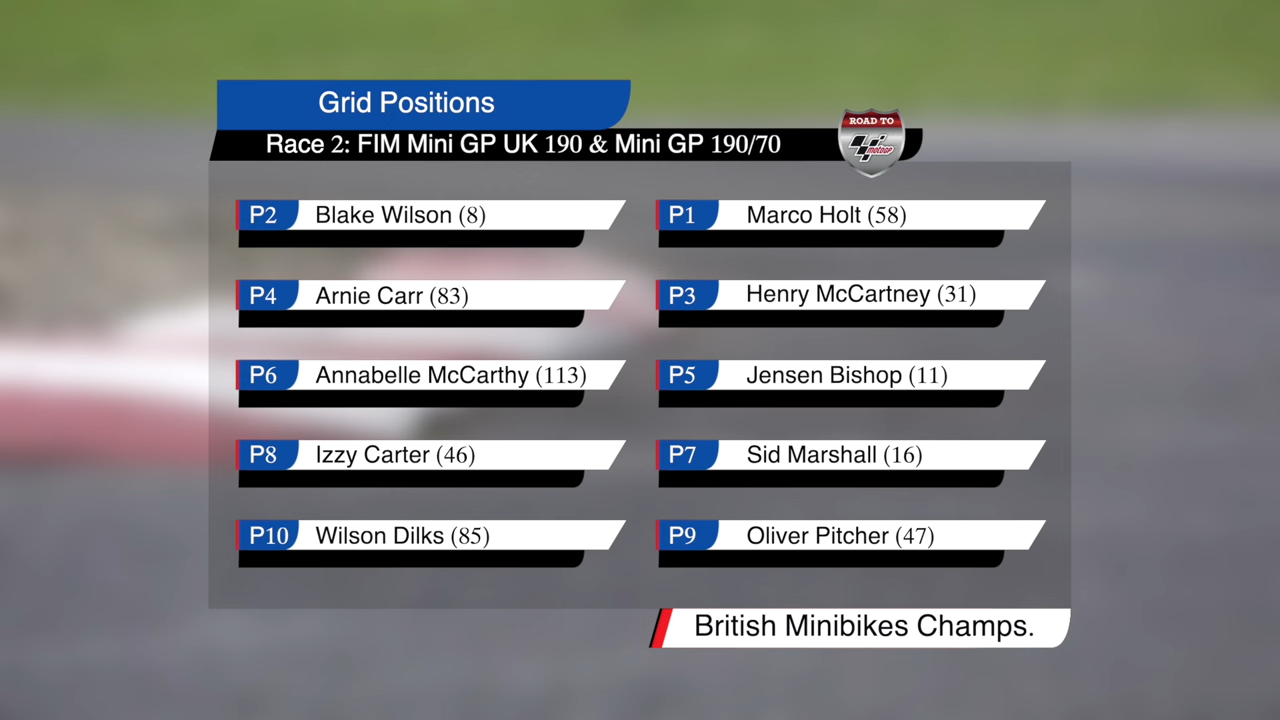 Grid Positions
Race 2: FIM Mini GP UK 190 & Mini GP 190/70
ROAD TO
MotoGP
P2 Blake Wilson (8)
P1 Marco Holt (58)
P4 Arnie Carr (83)
P3 Henry McCartney (31)
P6 Annabelle McCarthy (113)
P5 Jensen Bishop (11)
P8 Izzy Carter (46)
P7 Sid Marshall (16)
P10 Wilson Dilks (85)
P9 Oliver Pitcher (47)
British Minibikes Champs.